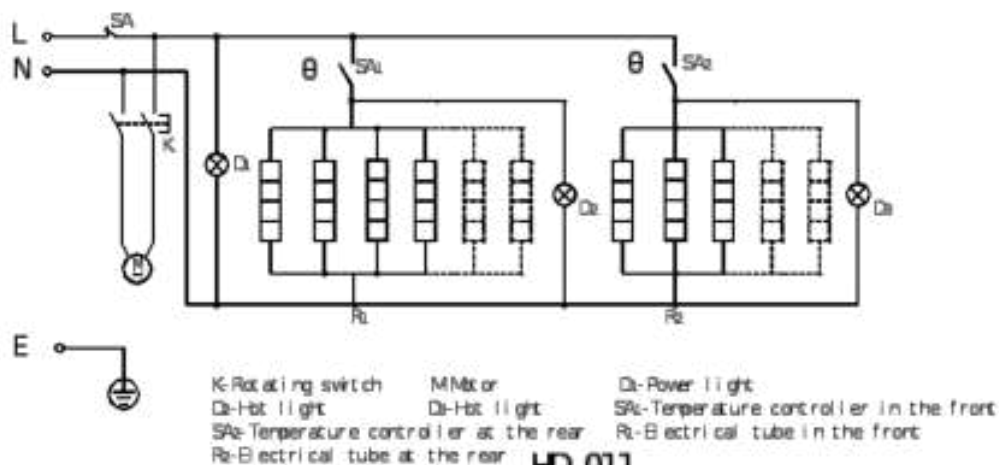 L SA
N
θ SA1 θ SA2
K
D1 D2 D3
M
R1 R2
E
K-Rotating switch M-Motor D1-Power light
D2-Hot light D3-Hot light SA1-Temperature controller in the front
SA2-Temperature controller at the rear R1-Electrical tube in the front
R2-Electrical tube at the rear HD-011